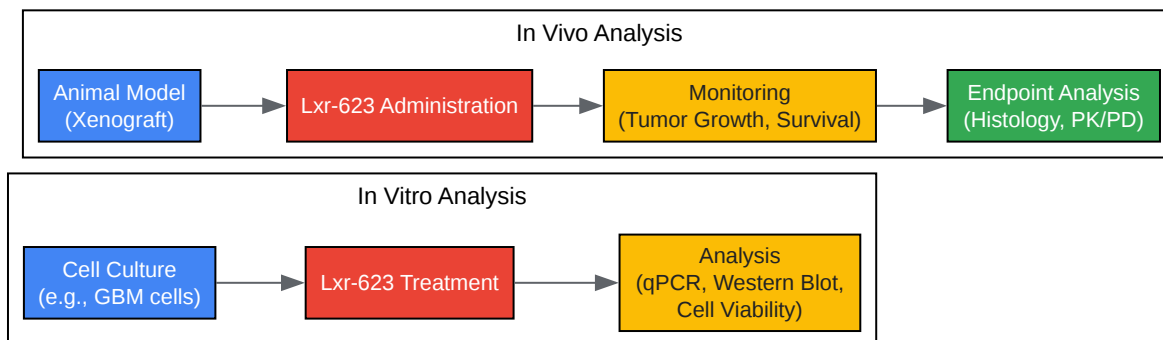 In Vivo Analysis
Animal Model
(Xenograft)
Lxr-623 Administration
Monitoring
(Tumor Growth, Survival)
Endpoint Analysis
(Histology, PK/PD)
In Vitro Analysis
Cell Culture
(e.g., GBM cells)
Lxr-623 Treatment
Analysis
(qPCR, Western Blot,
Cell Viability)